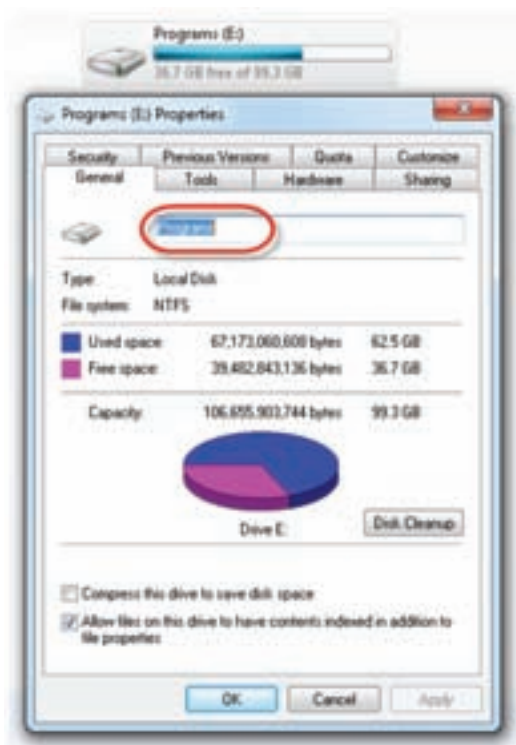 Programs (E:)
36.7 GB free of 99.3 GB
Programs (E:) Properties
Security Previous Versions Quota Customize
General Tools Hardware Sharing
Programs
Type: Local Disk
File system: NTFS
Used space: 67,173,060,608 bytes 62.5 GB
Free space: 39,482,843,136 bytes 36.7 GB
Capacity: 106,655,903,744 bytes 99.3 GB
Drive E:
Disk Cleanup
Compress this drive to save disk space
Allow files on this drive to have contents indexed in addition to
file properties
OK Cancel Apply